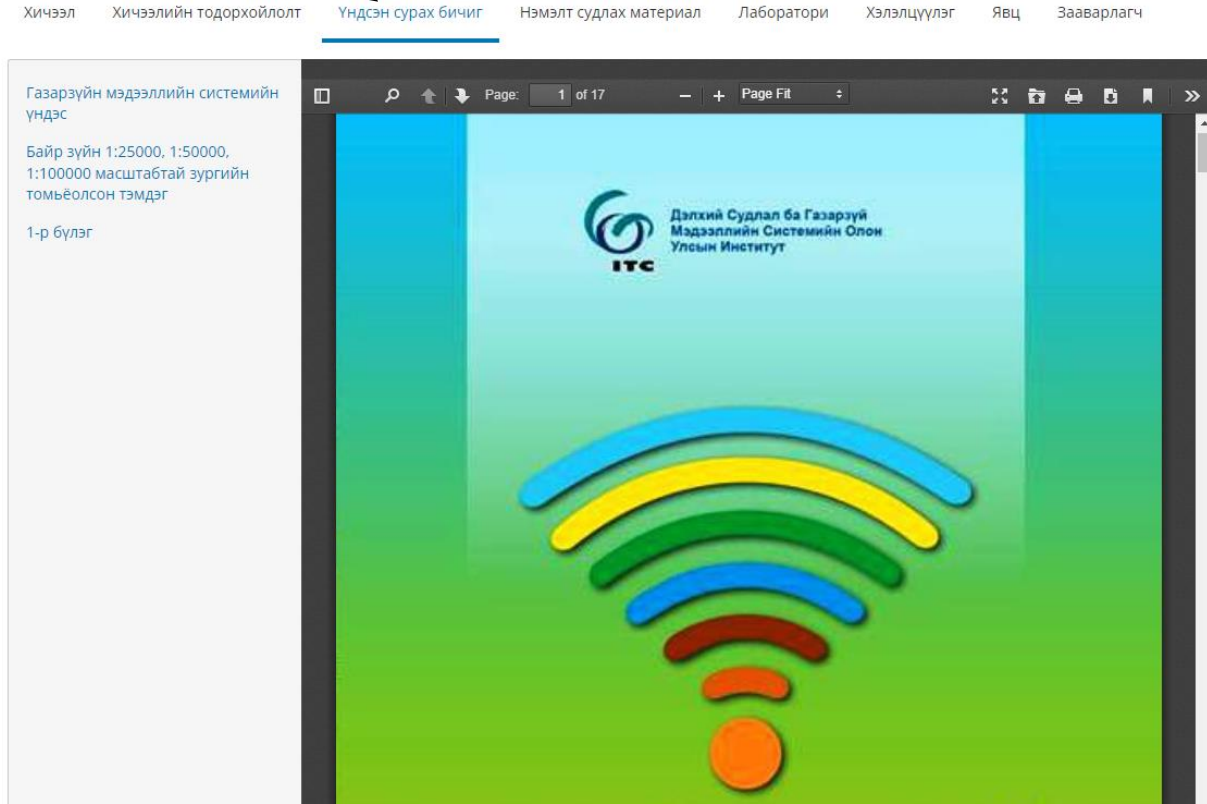 Хичээл Хичээлийн тодорхойлолт Үндсэн сурах бичиг Нэмэлт судлах материал Лаборатори Хэлэлцүүлэг Явц Зааварлагч
Газарзүйн мэдээллийн системийн
үндэс
Байр зүйн 1:25000, 1:50000,
1:100000 масштабтай зургийн
томьёолсон тэмдэг
1-р бүлэг
Page: 1 of 17 Page Fit
Дэлхий Судлал ба Газарзүй
Мэдээллийн Системийн Олон
Улсын Институт
ITC